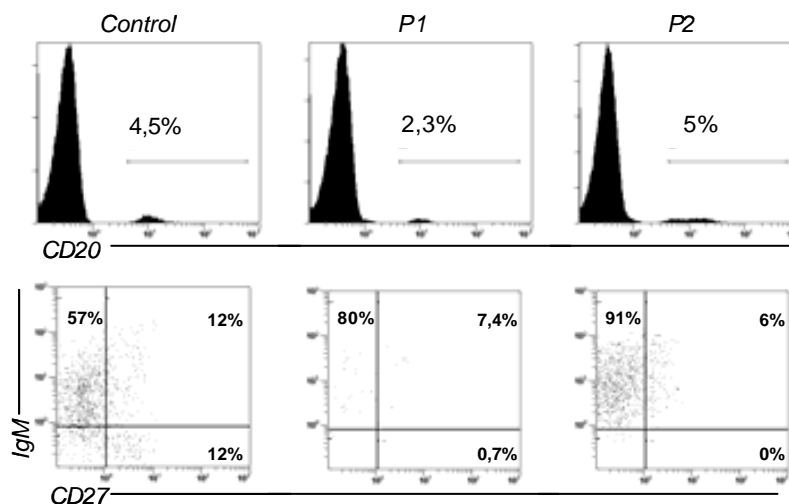 Control P1 P2
4,5% 2,3% 5%
CD20
57% 12% 80% 7,4% 91% 6%
IgM
12% 0,7% 0%
CD27